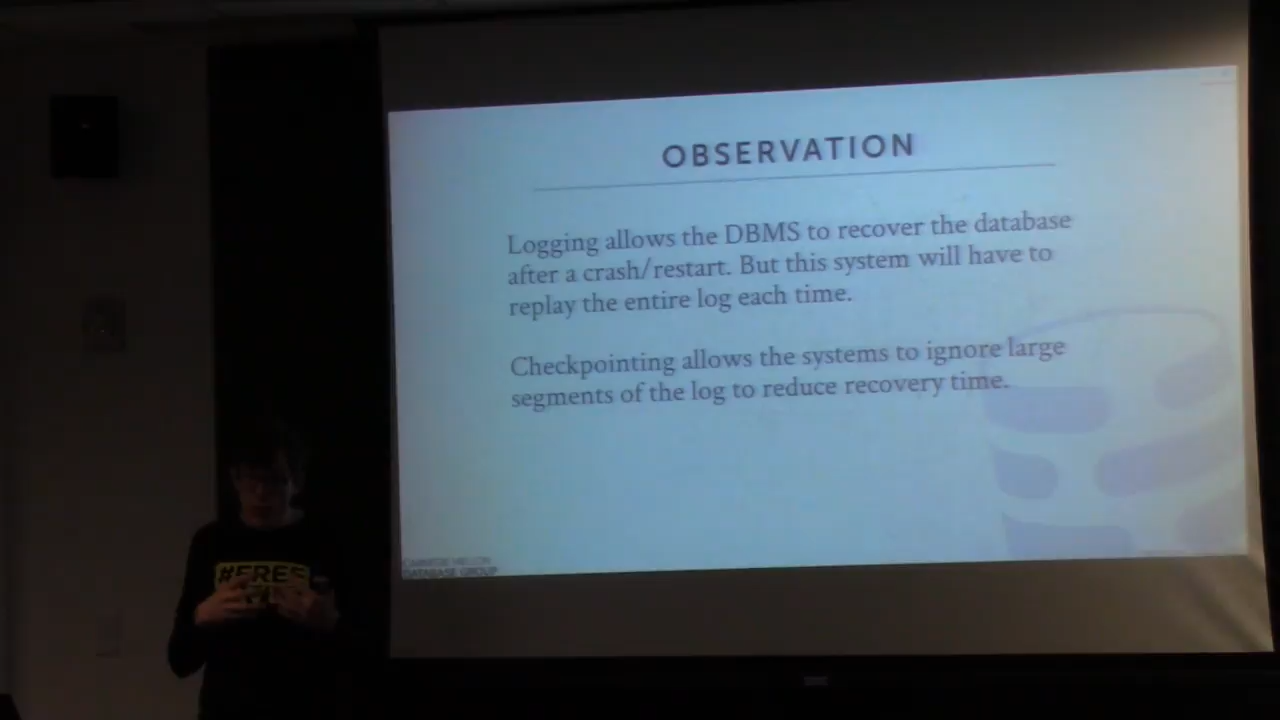 OBSERVATION
Logging allows the DBMS to recover the database
after a crash/restart. But this system will have to
replay the entire log each time.
Checkpointing allows the systems to ignore large
segments of the log to reduce recovery time.
CARNEGIE MELLON
DATABASE GROUP
#FREE